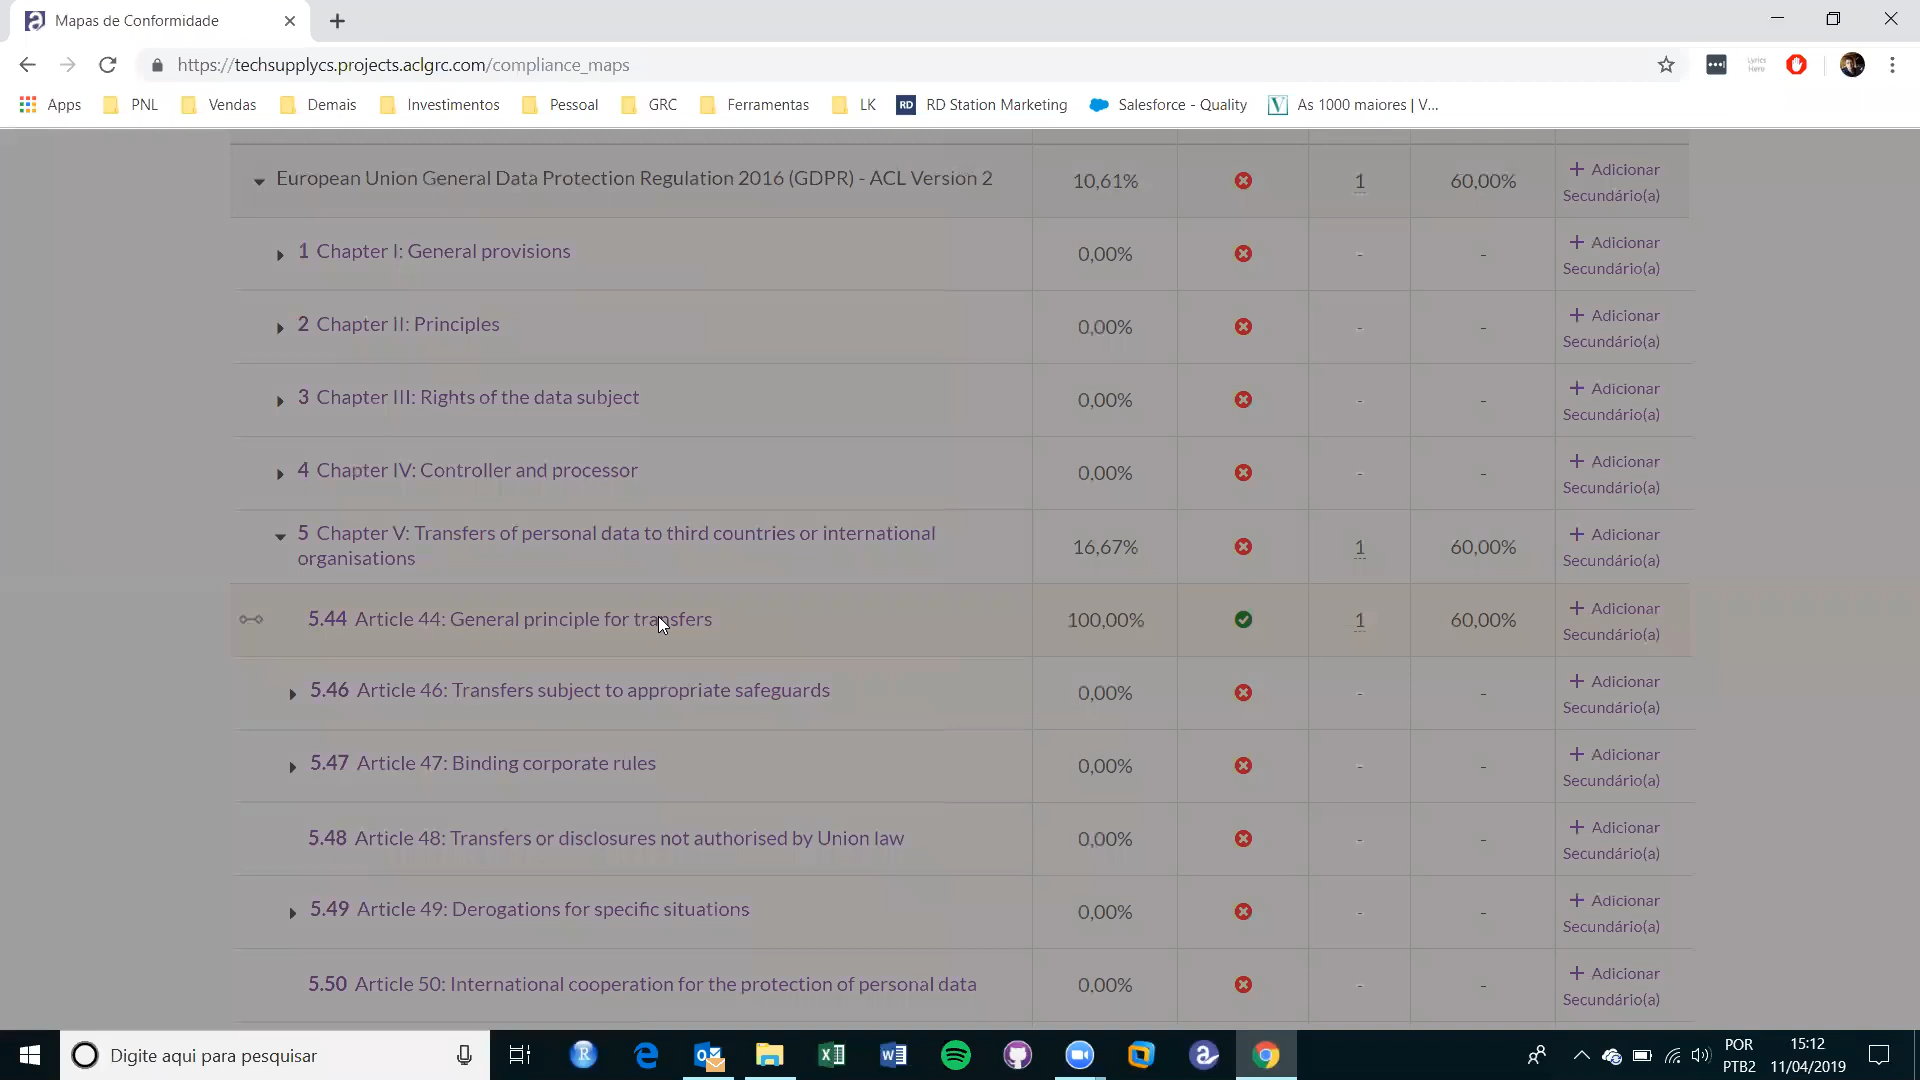 Mapas de Conformidade
https://techsupplycs.projects.aclgrc.com/compliance_maps
Apps PNL Vendas Demais Investimentos Pessoal GRC Ferramentas LK RD RD Station Marketing Salesforce - Quality As 1000 maiores | V...
European Union General Data Protection Regulation 2016 (GDPR) - ACL Version 2 10,61% 1 60,00% + Adicionar
Secundário(a)
1 Chapter I: General provisions 0,00% - - + Adicionar
Secundário(a)
2 Chapter II: Principles 0,00% - - + Adicionar
Secundário(a)
3 Chapter III: Rights of the data subject 0,00% - - + Adicionar
Secundário(a)
4 Chapter IV: Controller and processor 0,00% - - + Adicionar
Secundário(a)
5 Chapter V: Transfers of personal data to third countries or international
organisations 16,67% 1 60,00% + Adicionar
Secundário(a)
5.44 Article 44: General principle for transfers 100,00% 1 60,00% + Adicionar
Secundário(a)
5.46 Article 46: Transfers subject to appropriate safeguards 0,00% - - + Adicionar
Secundário(a)
5.47 Article 47: Binding corporate rules 0,00% - - + Adicionar
Secundário(a)
5.48 Article 48: Transfers or disclosures not authorised by Union law 0,00% - - + Adicionar
Secundário(a)
5.49 Article 49: Derogations for specific situations 0,00% - - + Adicionar
Secundário(a)
5.50 Article 50: International cooperation for the protection of personal data 0,00% - - + Adicionar
Secundário(a)
Digite aqui para pesquisar
POR 15:12
PTB2 11/04/2019